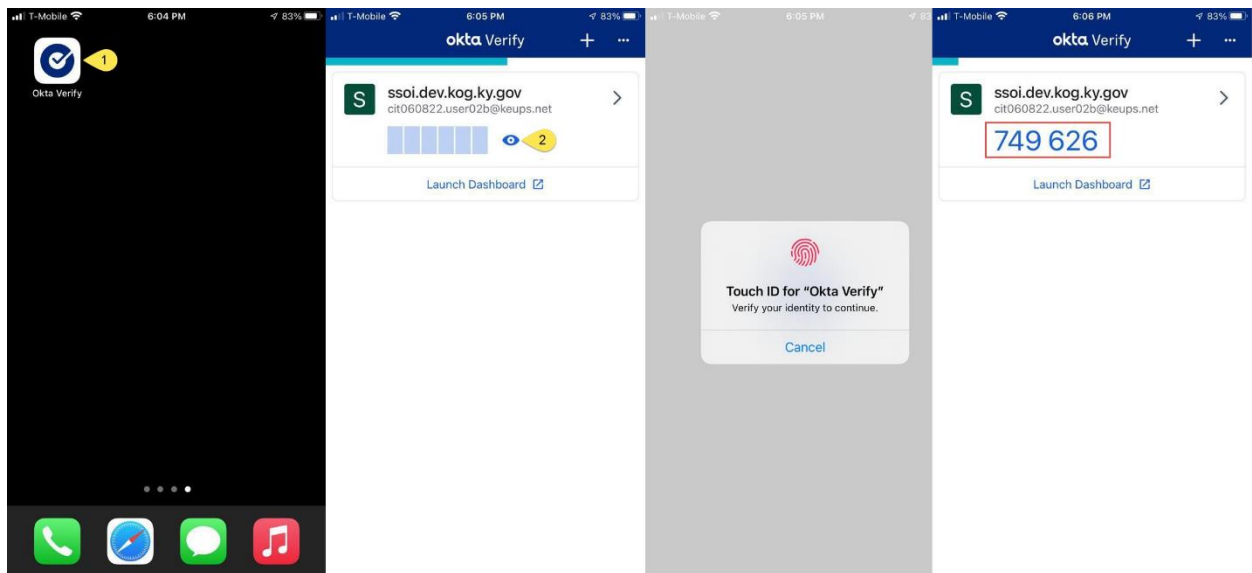 T-Mobile 6:04 PM 83%
1
Okta Verify
T-Mobile 6:05 PM 83%
okta Verify + ···
S ssoi.dev.kog.ky.gov >
cit060822.user02b@keups.net
2
Launch Dashboard
T-Mobile 6:05 PM 83
Touch ID for “Okta Verify”
Verify your identity to continue.
Cancel
T-Mobile 6:06 PM 83%
okta Verify + ···
S ssoi.dev.kog.ky.gov >
cit060822.user02b@keups.net
749 626
Launch Dashboard